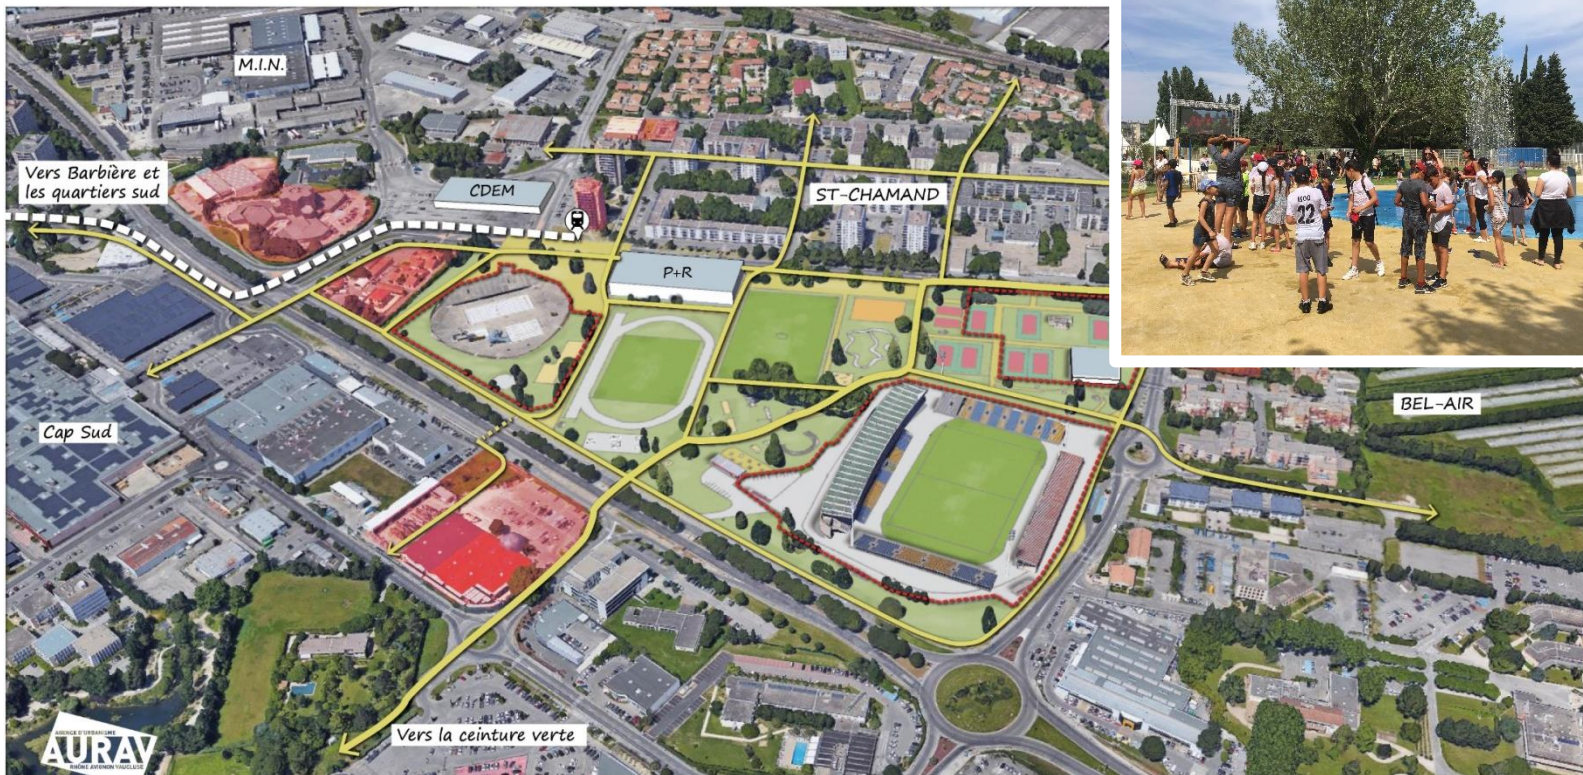 M.I.N.
Vers Barbière et
les quartiers sud
CDEM
ST-CHAMAND
P+R
Cap Sud
BEL-AIR
Vers la ceinture verte
AGENCE D'URBANISME
AURAV
RHÔNE AVIGNON VAUCLUSE
22